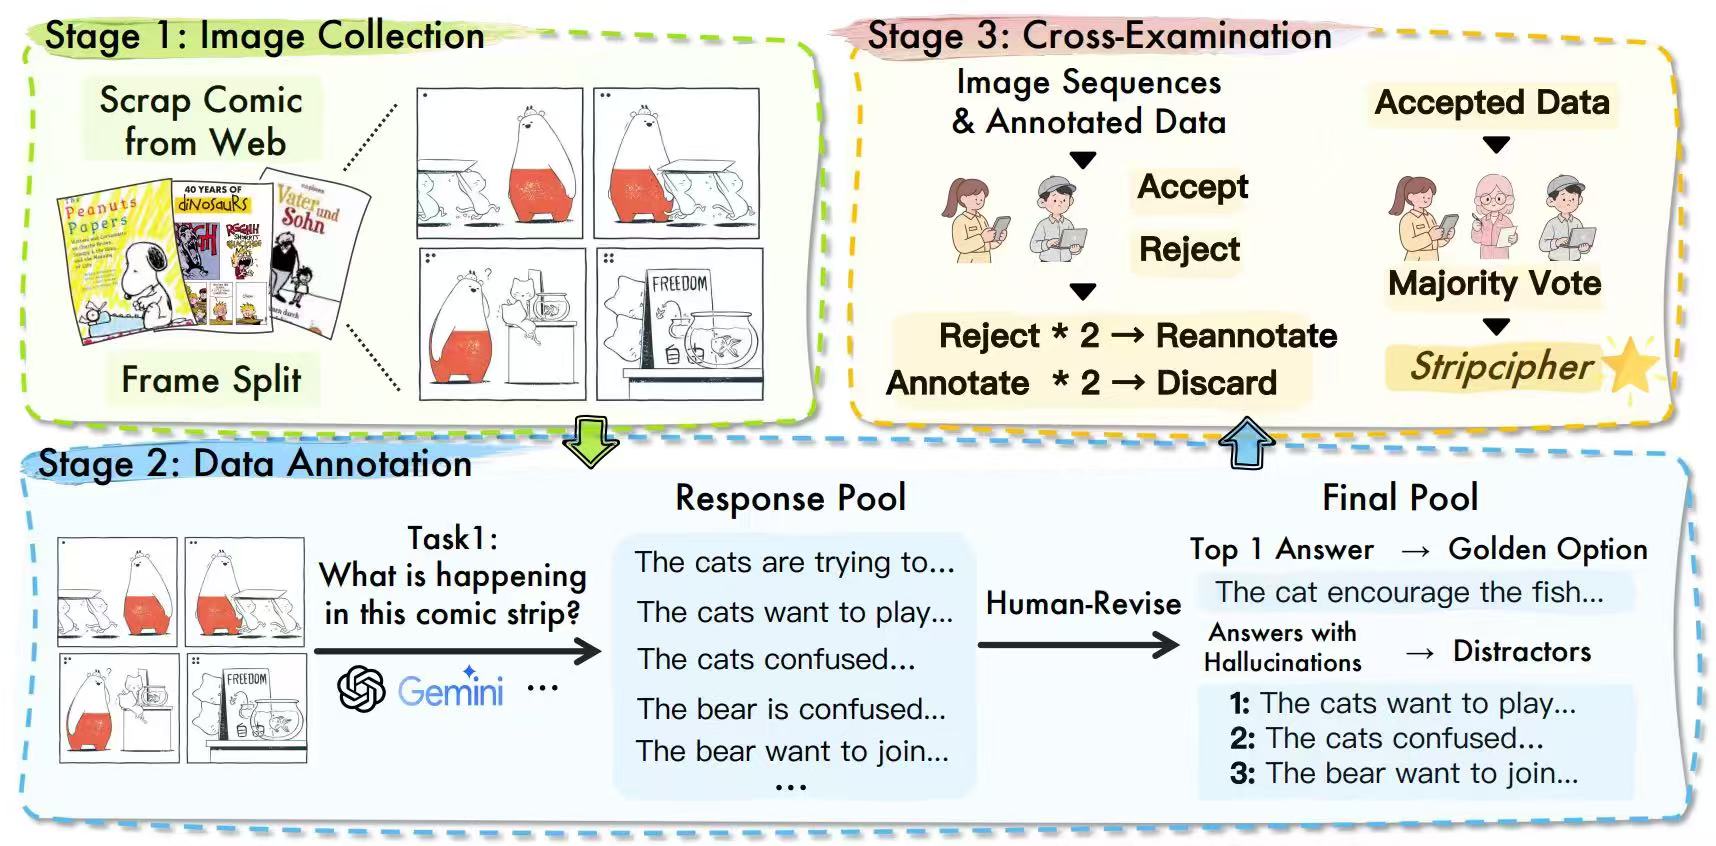 Stage 1: Image Collection
Scrap Comic
from Web
The
Peanuts
Papers
40 YEARS OF
diNOSAURS
Vater und
Sohn
Frame Split
?
FREEDOM
Stage 3: Cross-Examination
Image Sequences
& Annotated Data
Accept
Reject
Reject * 2 → Reannotate
Annotate * 2 → Discard
Accepted Data
Majority Vote
Stripcipher
Stage 2: Data Annotation
?
FREEDOM
Task1:
What is happening
in this comic strip?
Gemini ...
Response Pool
The cats are trying to...
The cats want to play...
The cats confused...
The bear is confused...
The bear want to join...
...
Human-Revise
Final Pool
Top 1 Answer → Golden Option
The cat encourage the fish...
Answers with
Hallucinations → Distractors
1: The cats want to play...
2: The cats confused...
3: The bear want to join...